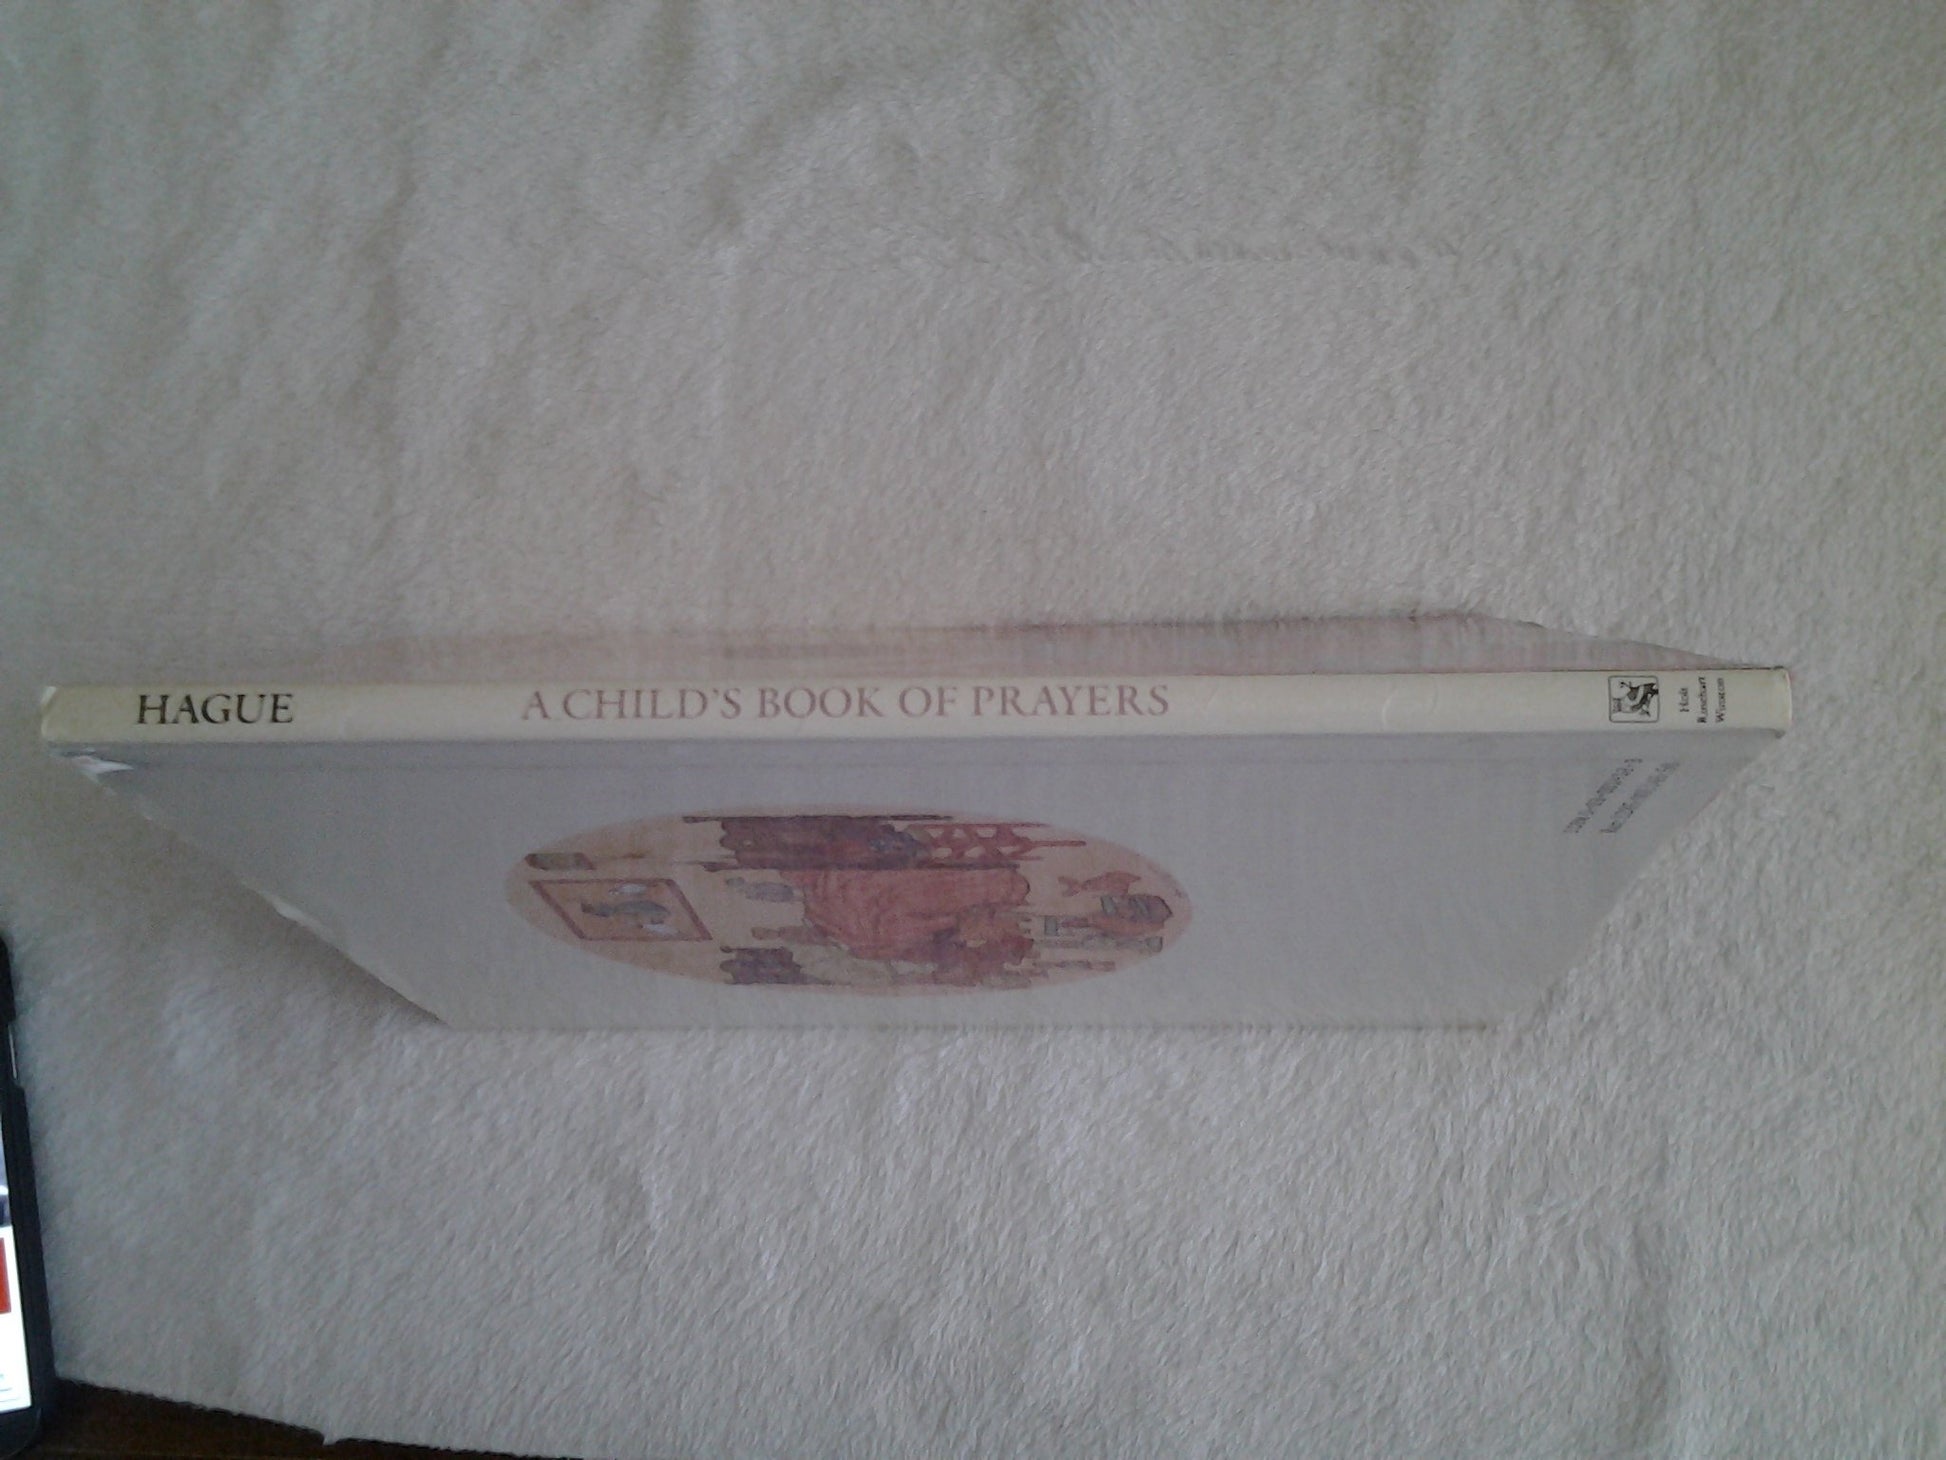 HAGUE
A CHILD'S BOOK OF PRAYERS
Holt
Rinehart
Winston